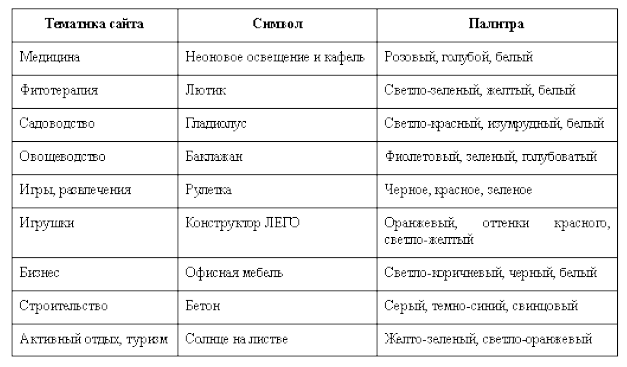 Тематика сайта Символ Палитра
Медицина Неоновое освещение и кафель Розовый, голубой, белый
Фитотерапия Лютик Светло-зеленый, желтый, белый
Садоводство Гладиолус Светло-красный, изумрудный, белый
Овощеводство Баклажан Фиолетовый, зеленый, голубоватый
Игры, развлечения Рулетка Черное, красное, зеленое
Игрушки Конструктор ЛЕГО Оранжевый, оттенки красного,
светло-желтый
Бизнес Офисная мебель Светло-коричневый, черный, белый
Строительство Бетон Серый, темно-синий, свинцовый
Активный отдых, туризм Солнце на листве Желто-зеленый, светло-оранжевый